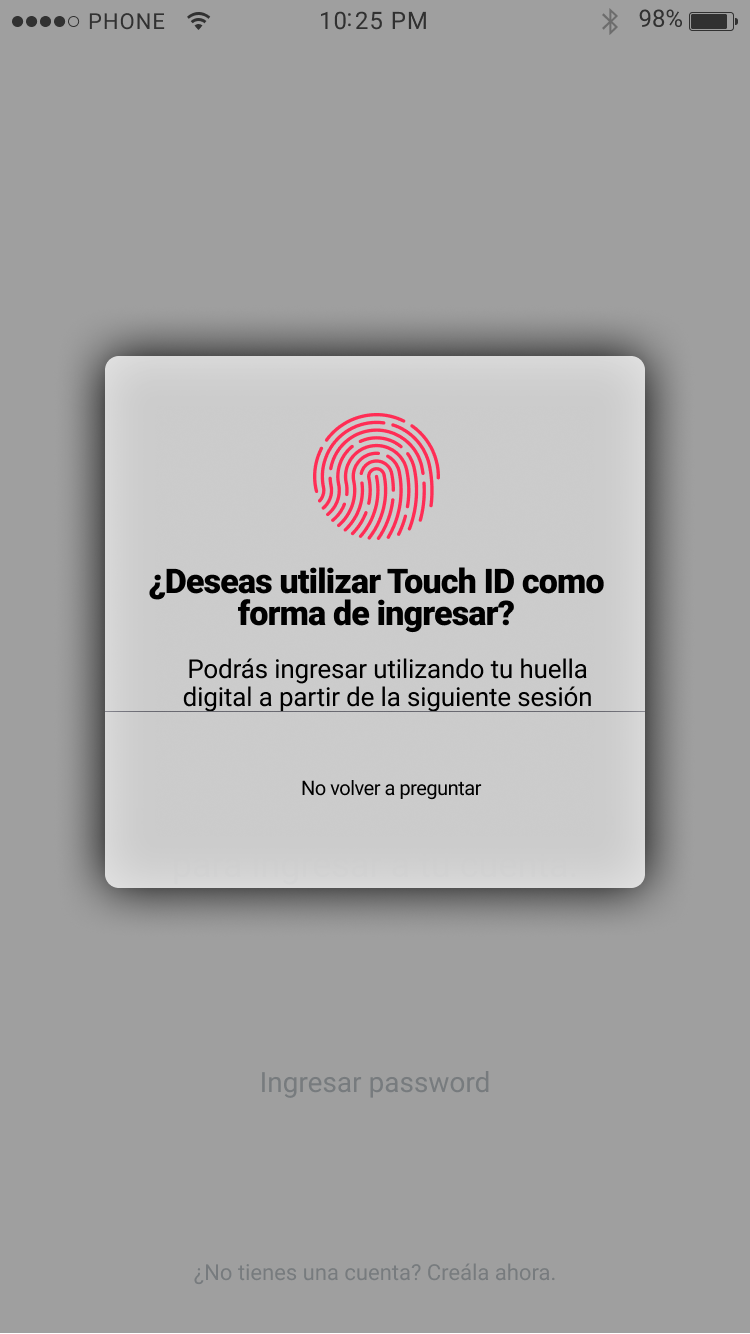 PHONE 10:25 PM 98%
¿Deseas utilizar Touch ID como
forma de ingresar?
Podrás ingresar utilizando tu huella
digital a partir de la siguiente sesión
No volver a preguntar
Ingresar password
¿No tienes una cuenta? Creála ahora.